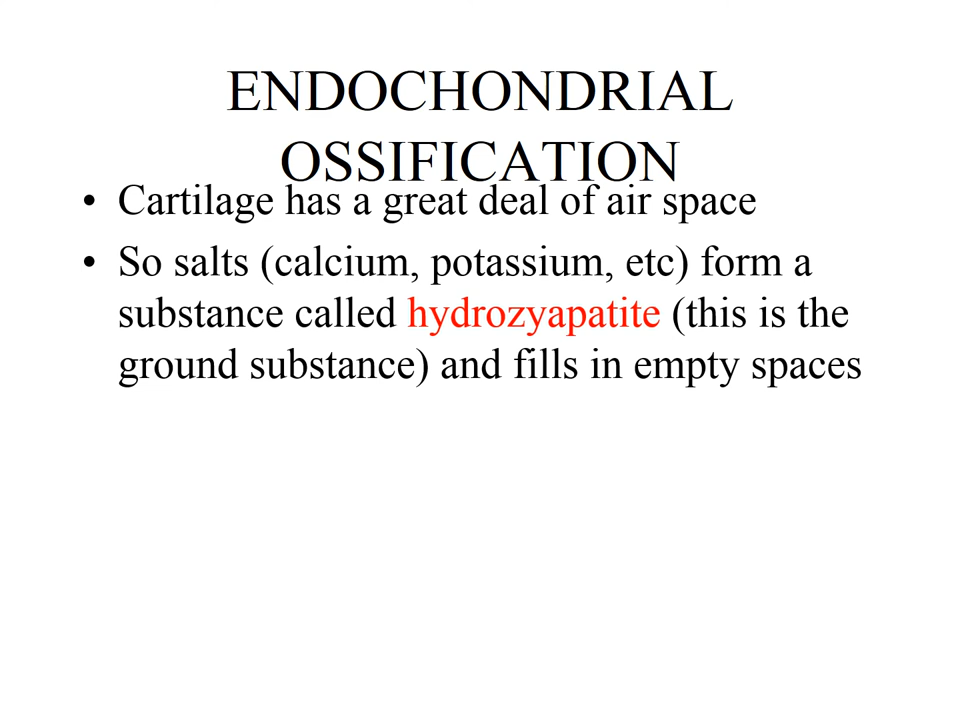 ENDOCHONDRIAL
OSSIFICATION
• Cartilage has a great deal of air space
• So salts (calcium, potassium, etc) form a
substance called hydrozyapatite (this is the
ground substance) and fills in empty spaces